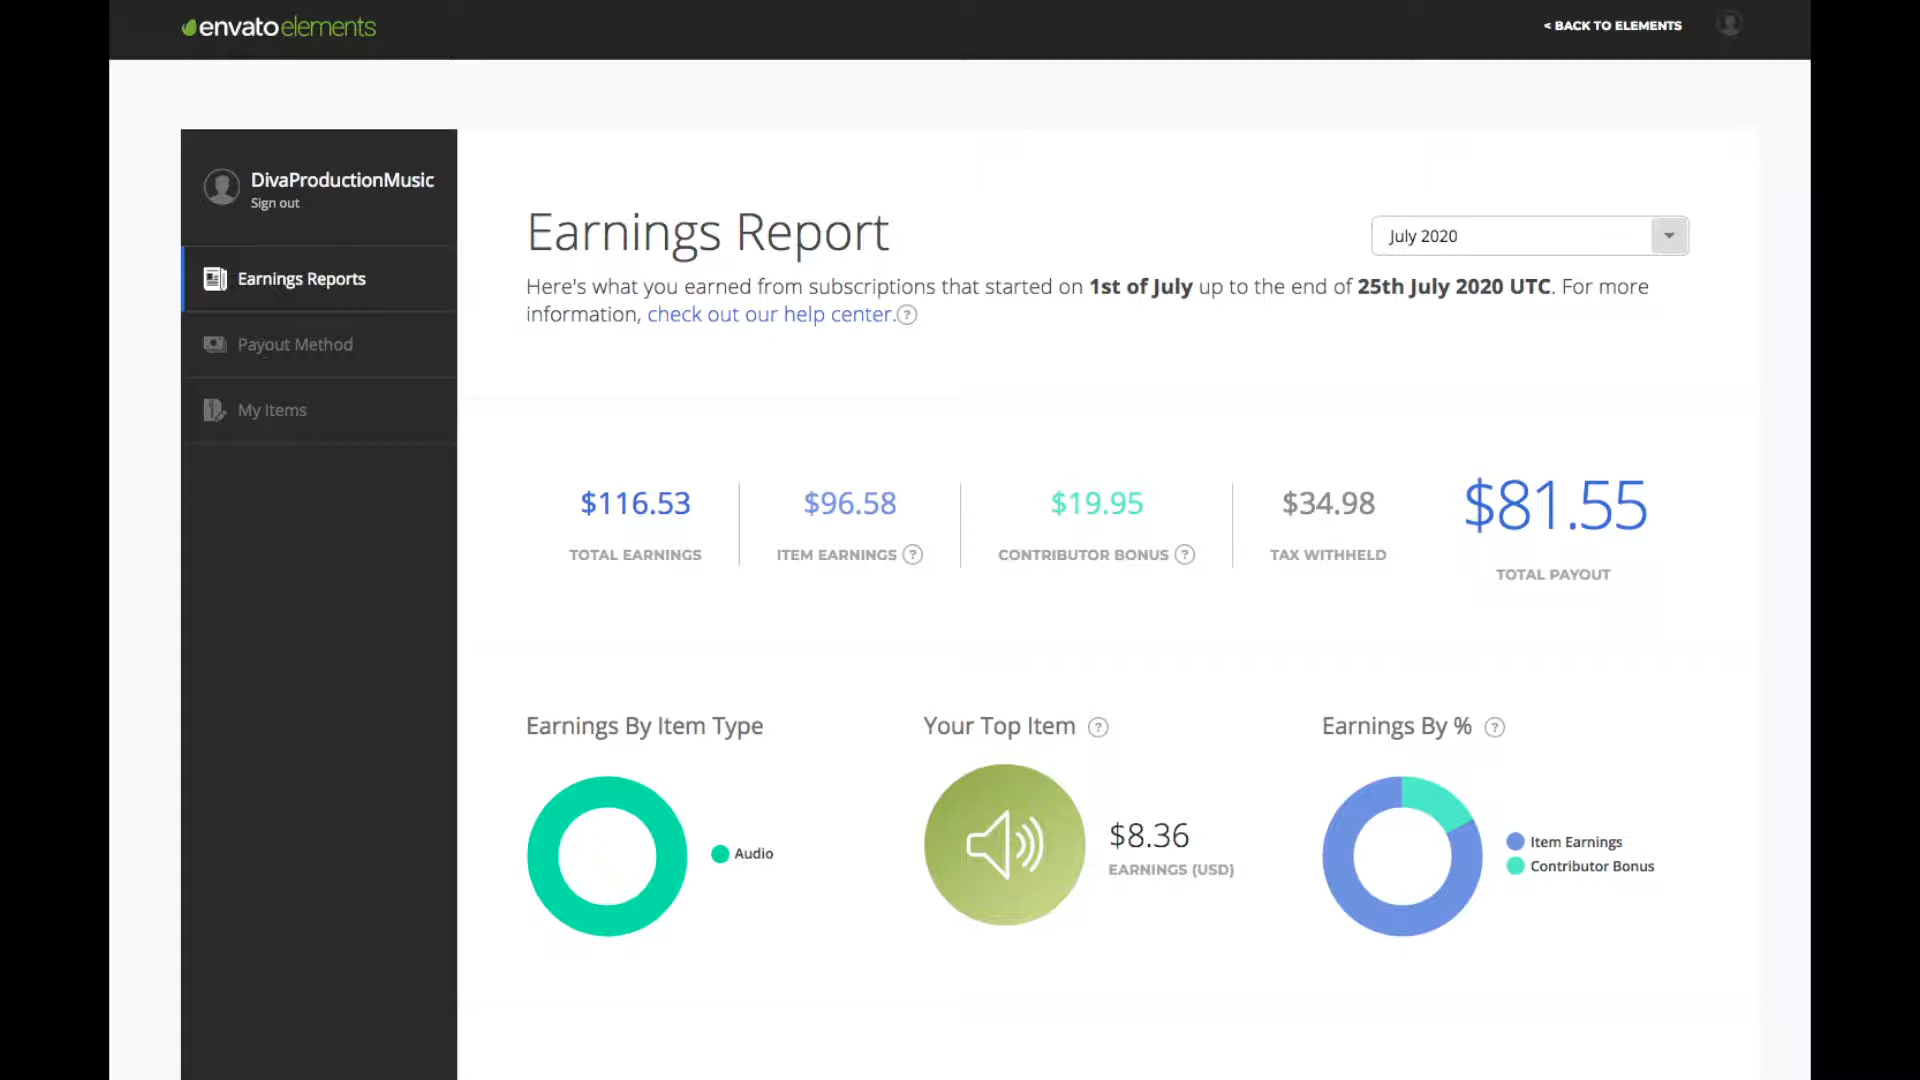 envatoelements
< BACK TO ELEMENTS
DivaProductionMusic
Sign out
Earnings Reports
Payout Method
My Items
Earnings Report
July 2020
Here's what you earned from subscriptions that started on 1st of July up to the end of 25th July 2020 UTC. For more
information, check out our help center.?
$116.53
TOTAL EARNINGS
$96.58
ITEM EARNINGS ?
$19.95
CONTRIBUTOR BONUS ?
$34.98
TAX WITHHELD
$81.55
TOTAL PAYOUT
Earnings By Item Type
Audio
Your Top Item ?
$8.36
EARNINGS (USD)
Earnings By % ?
Item Earnings
Contributor Bonus